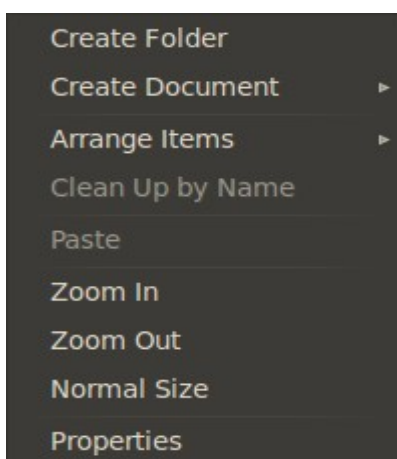 Create Folder
Create Document
Arrange Items
Clean Up by Name
Paste
Zoom In
Zoom Out
Normal Size
Properties